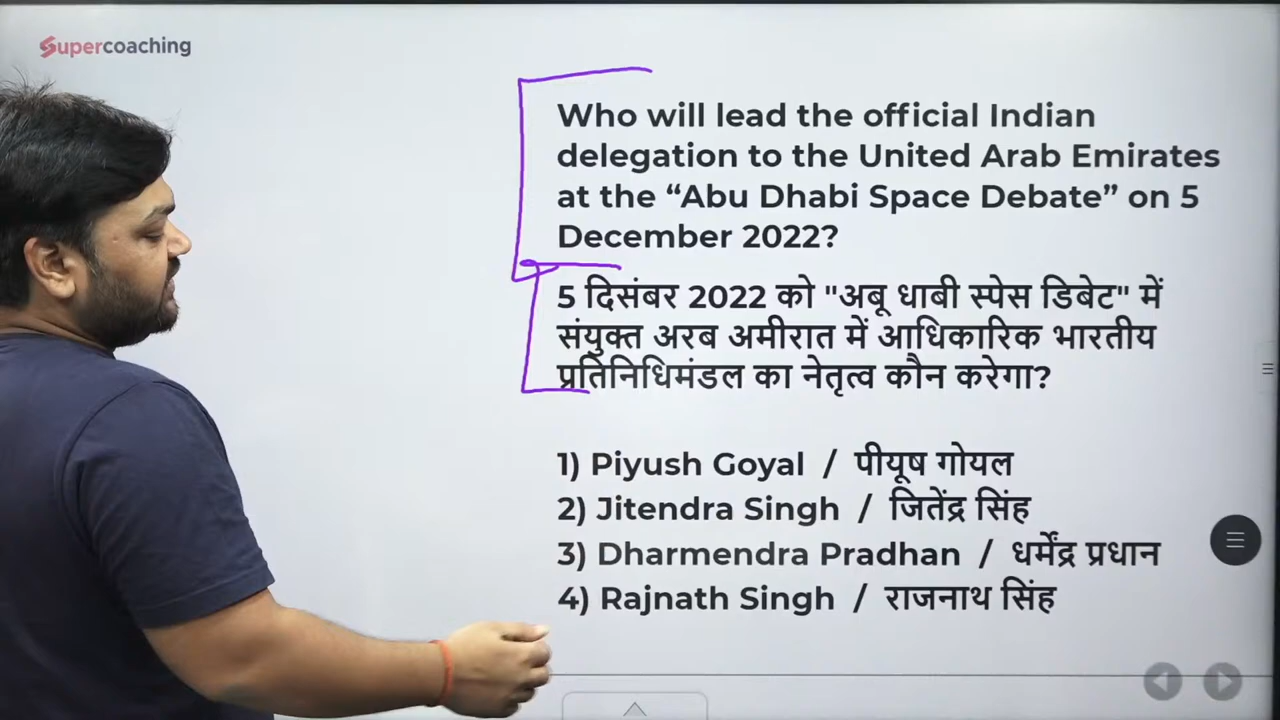 Supercoaching
Who will lead the official Indian
delegation to the United Arab Emirates
at the “Abu Dhabi Space Debate” on 5
December 2022?
5 दिसंबर 2022 को "अबू धाबी स्पेस डिबेट" में
संयुक्त अरब अमीरात में आधिकारिक भारतीय
प्रतिनिधिमंडल का नेतृत्व कौन करेगा?
1) Piyush Goyal / पीयूष गोयल
2) Jitendra Singh / जितेंद्र सिंह
3) Dharmendra Pradhan / धर्मेंद्र प्रधान
4) Rajnath Singh / राजनाथ सिंह